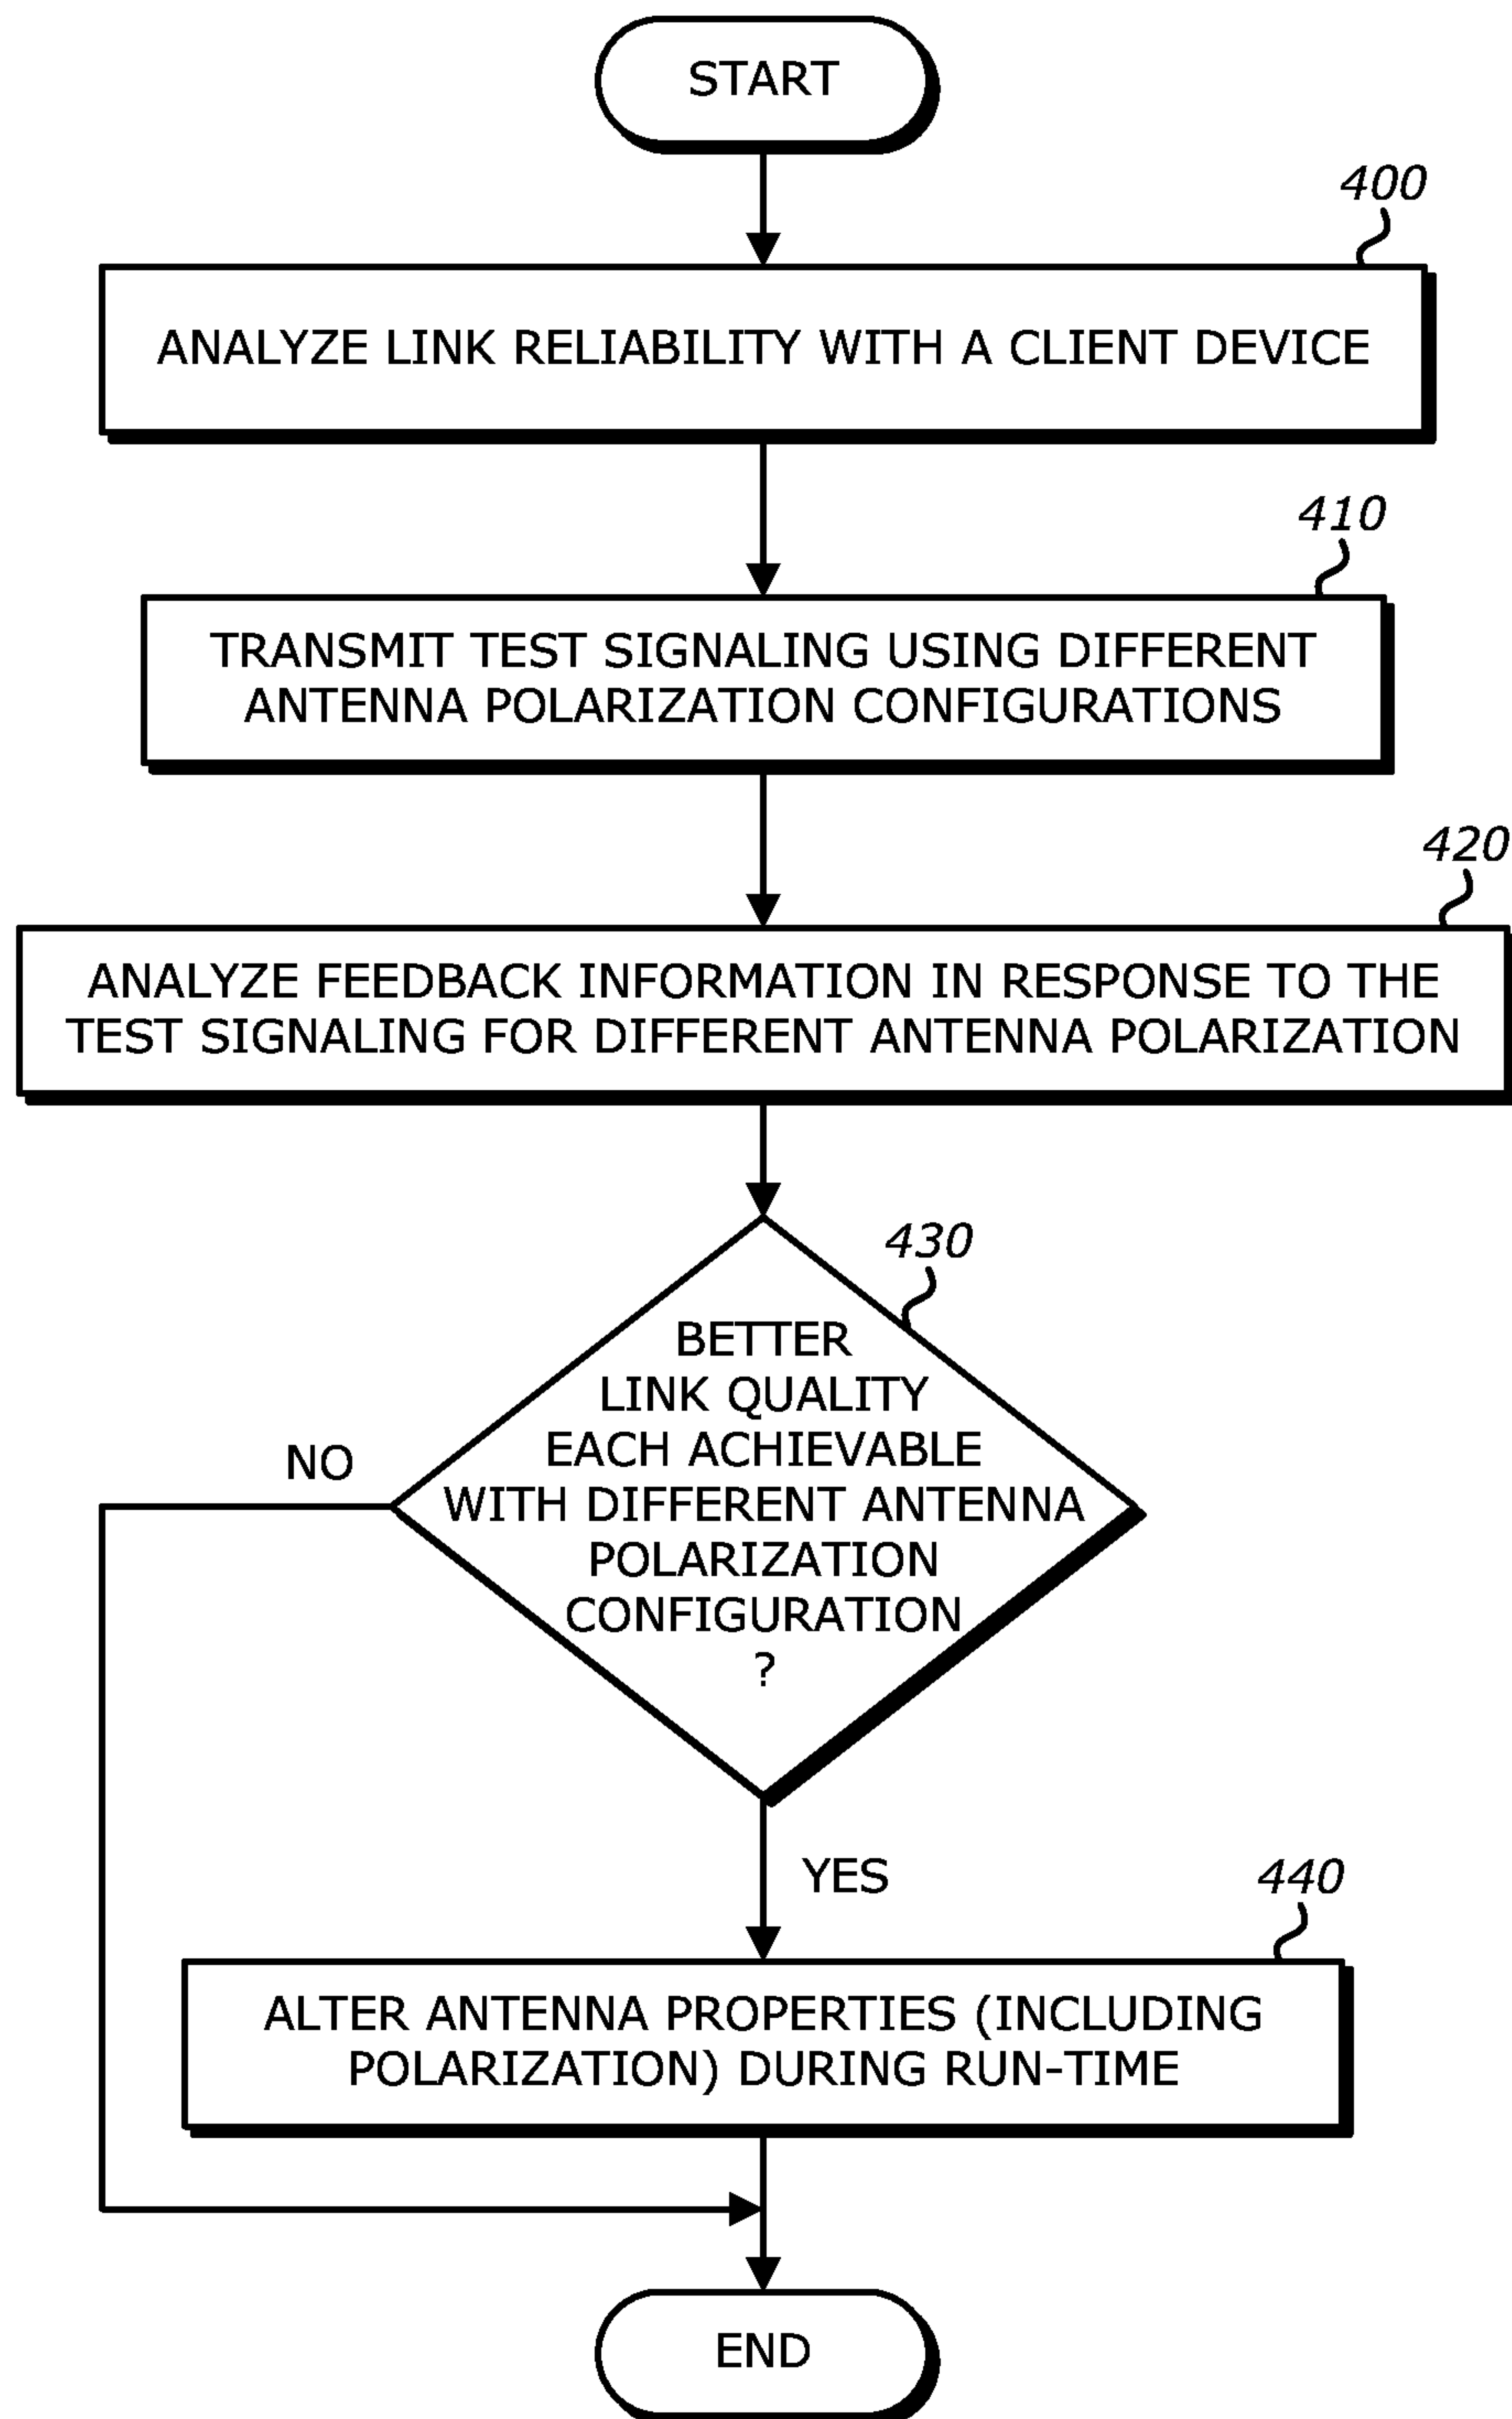 START
400
ANALYZE LINK RELIABILITY WITH A CLIENT DEVICE
410
TRANSMIT TEST SIGNALING USING DIFFERENT
ANTENNA POLARIZATION CONFIGURATIONS
420
ANALYZE FEEDBACK INFORMATION IN RESPONSE TO THE
TEST SIGNALING FOR DIFFERENT ANTENNA POLARIZATION
430
BETTER
LINK QUALITY
EACH ACHIEVABLE
WITH DIFFERENT ANTENNA
POLARIZATION
CONFIGURATION
?
NO
YES
440
ALTER ANTENNA PROPERTIES (INCLUDING
POLARIZATION) DURING RUN-TIME
END